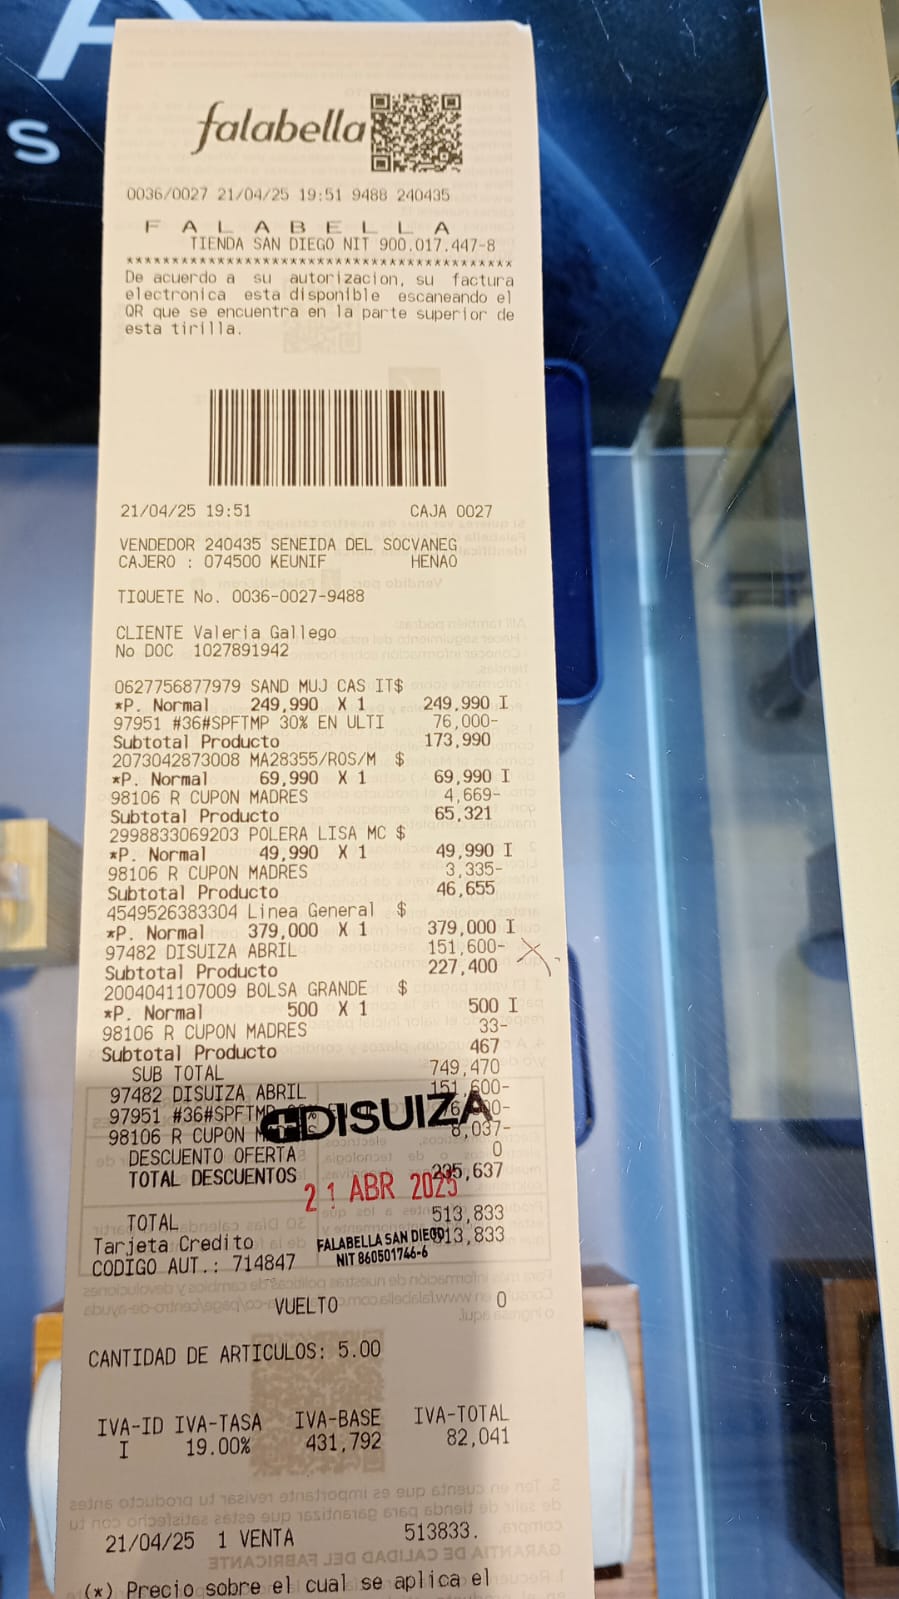 A
S
falabella
0036/0027 21/04/25 19:51 9488 240435
F A L A B E L L A
TIENDA SAN DIEGO NIT 900.017.447-8
******************************************
De acuerdo a su autorizacion, su factura
electronica esta disponible escaneando el
QR que se encuentra en la parte superior de
esta tirilla.
21/04/25 19:51 CAJA 0027
VENDEDOR 240435 SENEIDA DEL SOCVANEG
CAJERO : 074500 KEUNIF HENAO
TIQUETE No. 0036-0027-9488
CLIENTE Valeria Gallego
No DOC 1027891942
0627756877979 SAND MUJ CAS IT$
*P. Normal 249,990 X 1 249,990 I
97951 #36#SPFTMP 30% EN ULTI 76,000-
Subtotal Producto 173,990
2073042873008 MA28355/ROS/M $
*P. Normal 69,990 X 1 69,990 I
98106 R CUPON MADRES 4,669-
Subtotal Producto 65,321
2998833069203 POLERA LISA MC $
*P. Normal 49,990 X 1 49,990 I
98106 R CUPON MADRES 3,335-
Subtotal Producto 46,655
4549526383304 Linea General $
*P. Normal 379,000 X 1 379,000 I
97482 DISUIZA ABRIL 151,600-
Subtotal Producto 227,400
2004041107009 BOLSA GRANDE $
*P. Normal 500 X 1 500 I
98106 R CUPON MADRES 33-
Subtotal Producto 467
SUB TOTAL 749,470
97482 DISUIZA ABRIL 151,600-
97951 #36#SPFTMP
DISUIZA
98106 R CUPON 8,037-
DESCUENTO OFERTA 0
TOTAL DESCUENTOS 235,637
21 ABR 2025
TOTAL 513,833
Tarjeta Credito 513,833
FALABELLA SAN DIEGO
NIT 860501746-6
CODIGO AUT.: 714847
VUELTO 0
CANTIDAD DE ARTICULOS: 5.00
IVA-ID IVA-TASA IVA-BASE IVA-TOTAL
I 19.00% 431,792 82,041
21/04/25 1 VENTA 513833.
(*) Precio sobre el cual se aplica el